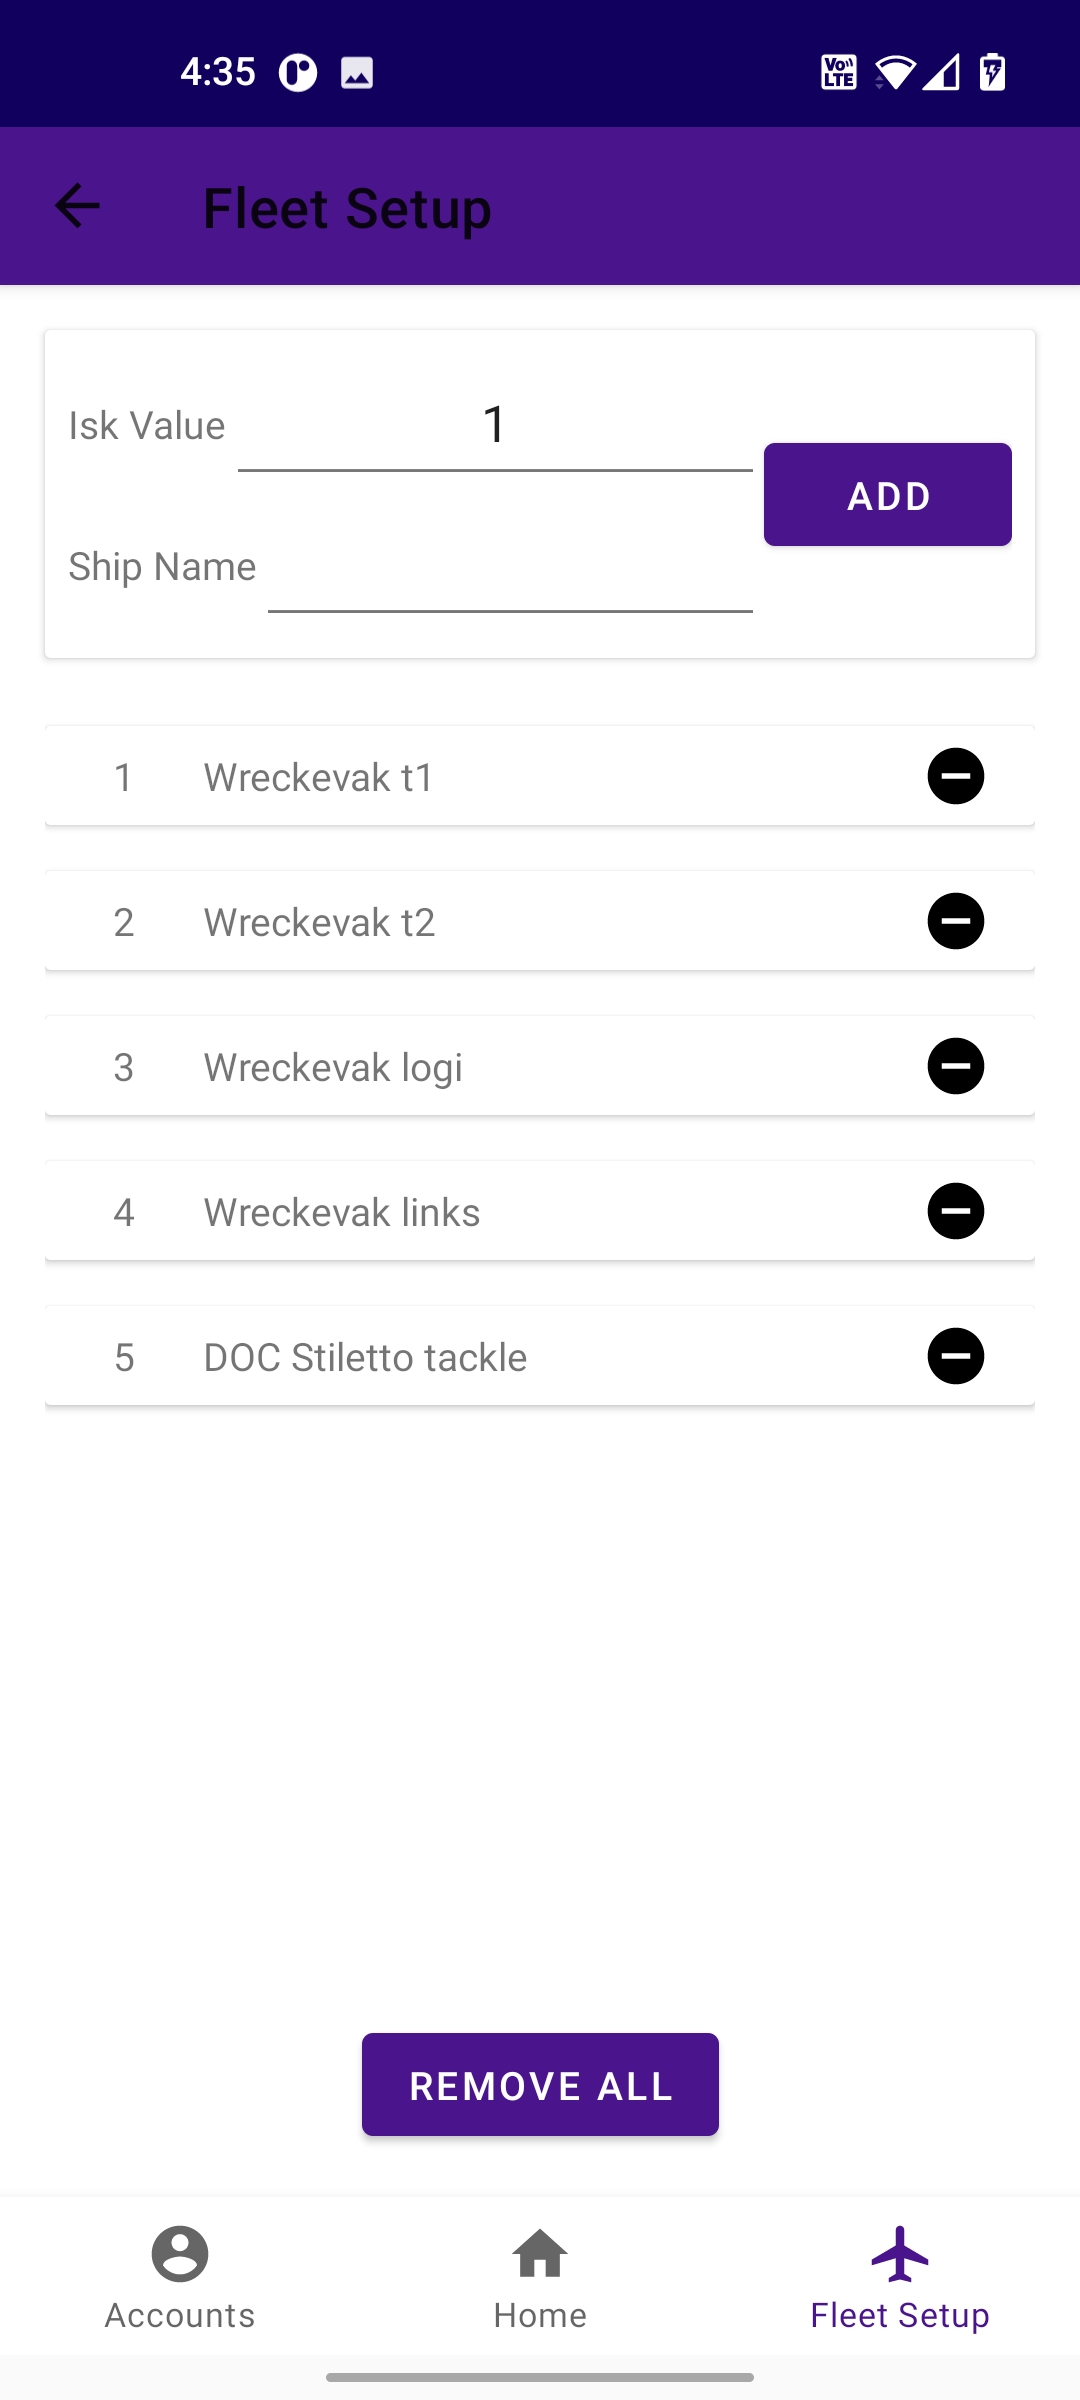 4:35
Vo LTE
Fleet Setup
Isk Value 1
ADD
Ship Name
1 Wreckevak t1
2 Wreckevak t2
3 Wreckevak logi
4 Wreckevak links
5 DOC Stiletto tackle
REMOVE ALL
Accounts Home Fleet Setup